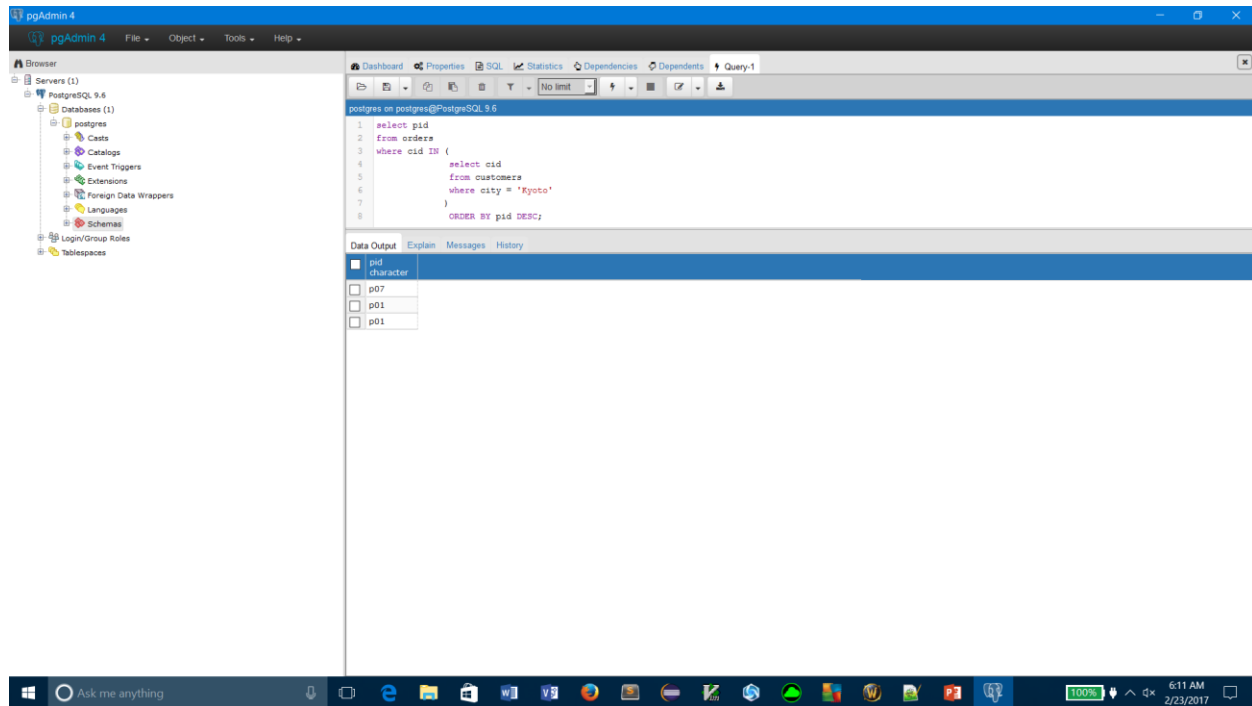 pgAdmin 4
pgAdmin 4 File Object Tools Help
Browser
Dashboard Properties SQL Statistics Dependencies Dependents Query-1
Servers (1)
PostgreSQL 9.6
Databases (1)
postgres
Casts
Catalogs
Event Triggers
Extensions
Foreign Data Wrappers
Languages
Schemas
Login/Group Roles
Tablespaces
No limit
postgres on postgres@PostgreSQL 9.6
1 select pid
2 from orders
3 where cid IN (
4 select cid
5 from customers
6 where city = 'Kyoto'
7 )
8 ORDER BY pid DESC;
Data Output Explain Messages History
pid
character
p07
p01
p01
Ask me anything
100%
6:11 AM
2/23/2017